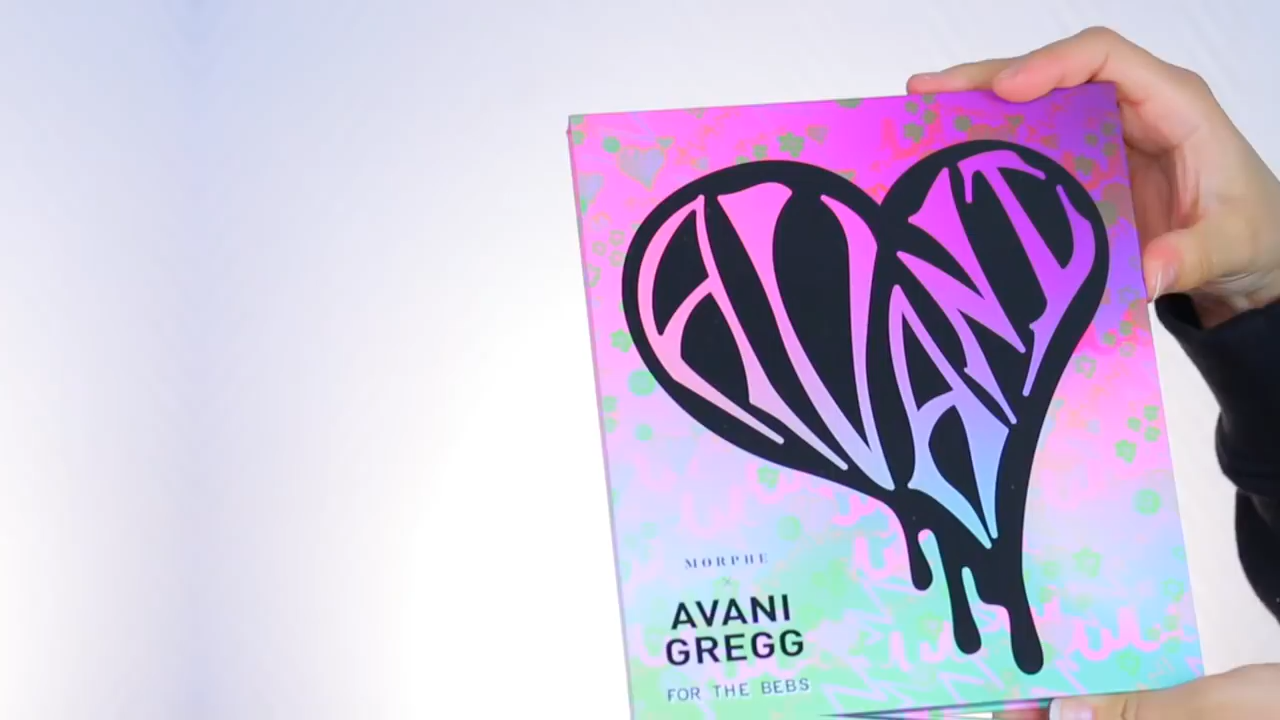 AVANI
MORPHE
×
AVANI
GREGG
FOR THE BEBS